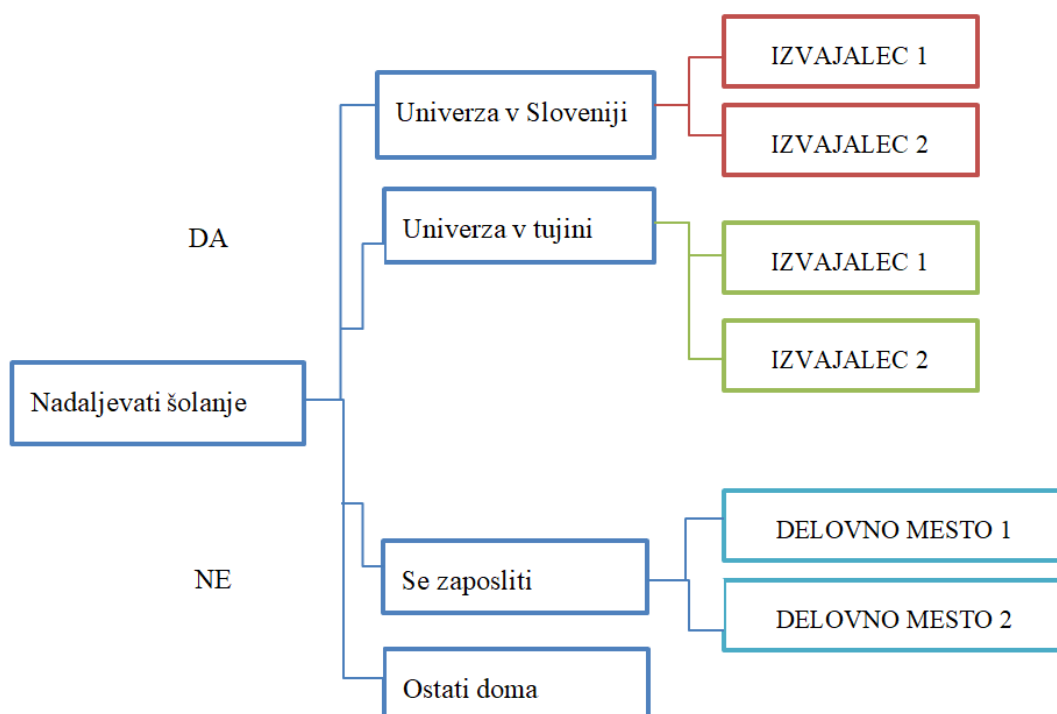 IZVAJALEC 1
Univerza v Sloveniji
IZVAJALEC 2
DA
Univerza v tujini
IZVAJALEC 1
IZVAJALEC 2
Nadaljevati šolanje
DELOVNO MESTO 1
NE
Se zaposliti
DELOVNO MESTO 2
Ostati doma